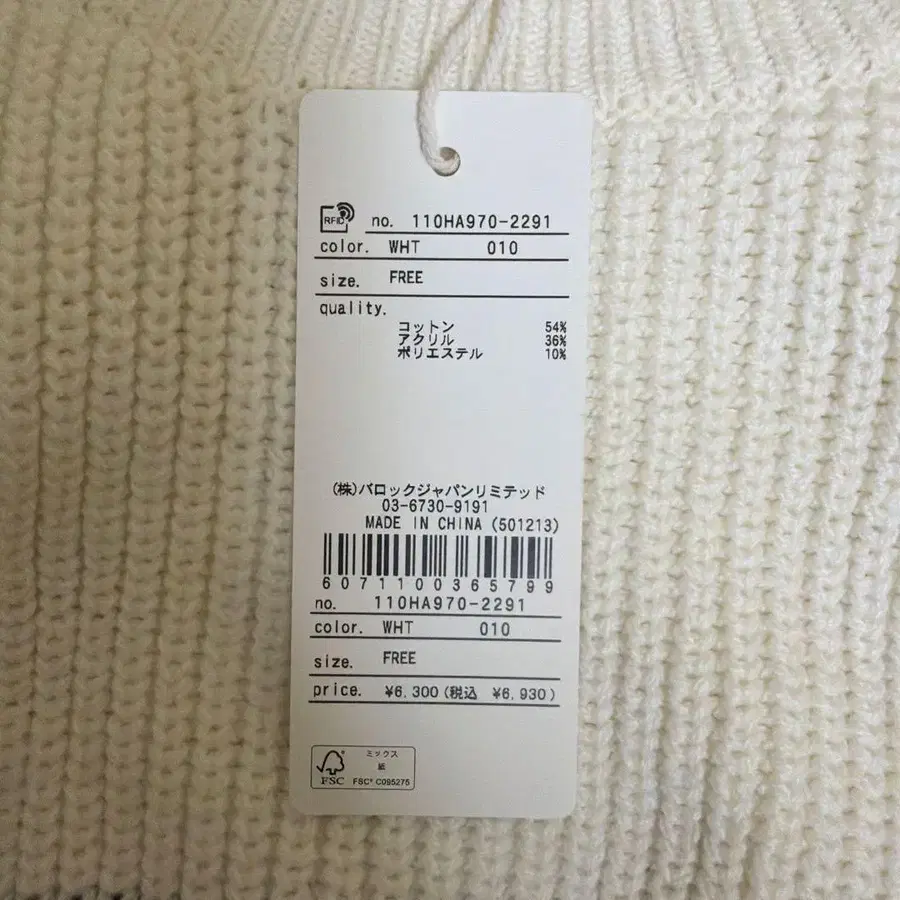 RFID no. 110HA970-2291
color. WHT 010
size. FREE
quality.
コットン 54%
アクリル 36%
ポリエステル 10%
(株)バロックジャパンリミテッド
03-6730-9191
MADE IN CHINA (501213)
6071100365799
no. 110HA970-2291
color. WHT 010
size. FREE
price. ¥6,300(税込 ¥6,930)
ミックス
紙
FSC FSC® C095275